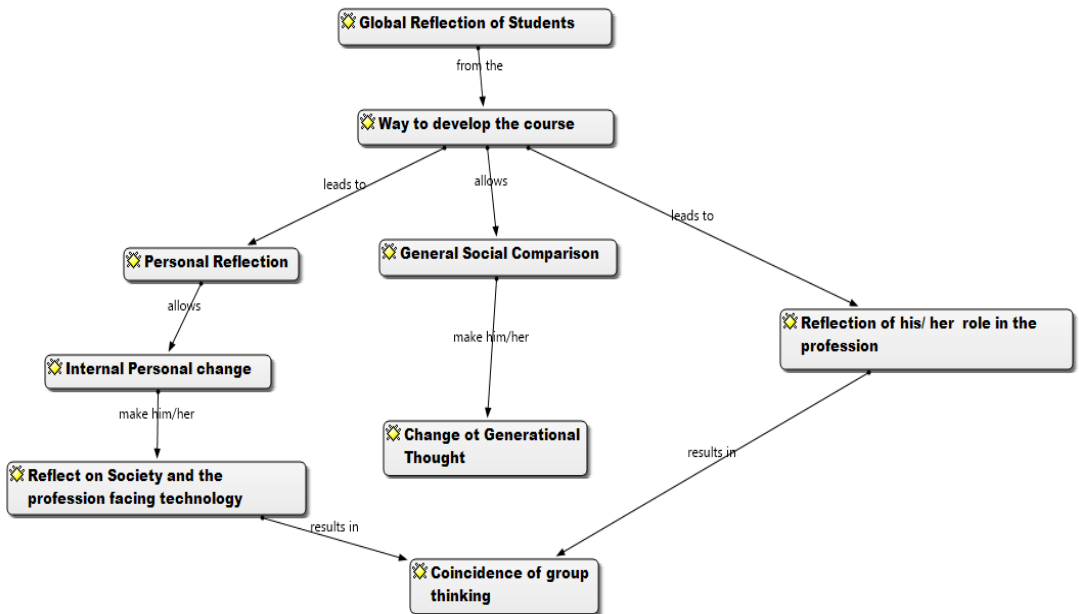 Global Reflection of Students
from the
Way to develop the course
leads to
allows
leads to
Personal Reflection
General Social Comparison
allows
Reflection of his/ her role in the
profession
make him/her
Internal Personal change
make him/her
Change ot Generational
Thought
results in
Reflect on Society and the
profession facing technology
results in
Coincidence of group
thinking